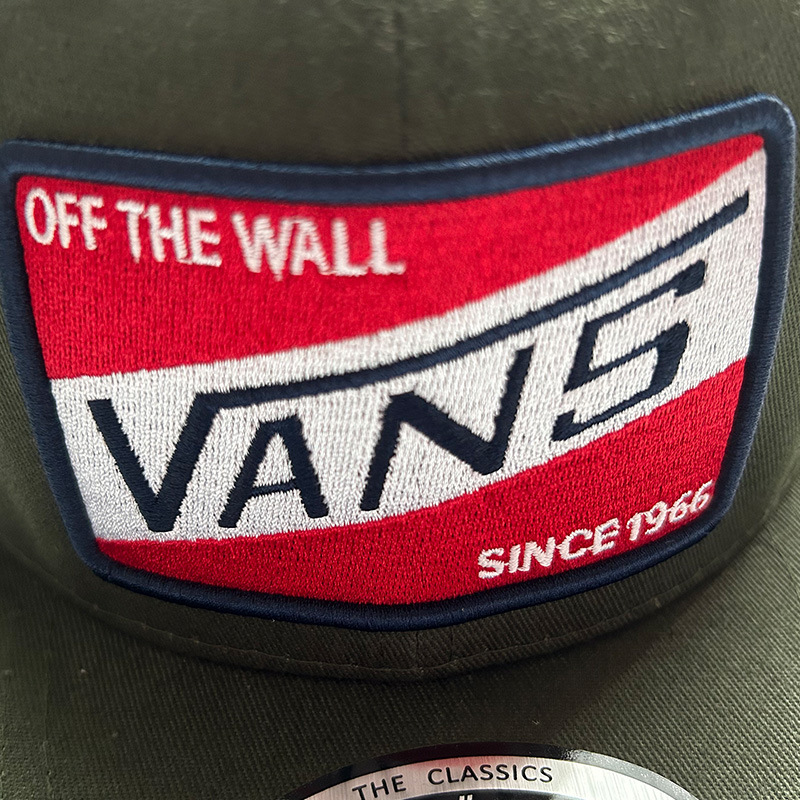 OFF THE WALL
VANS
SINCE 1966
THE CLASSICS